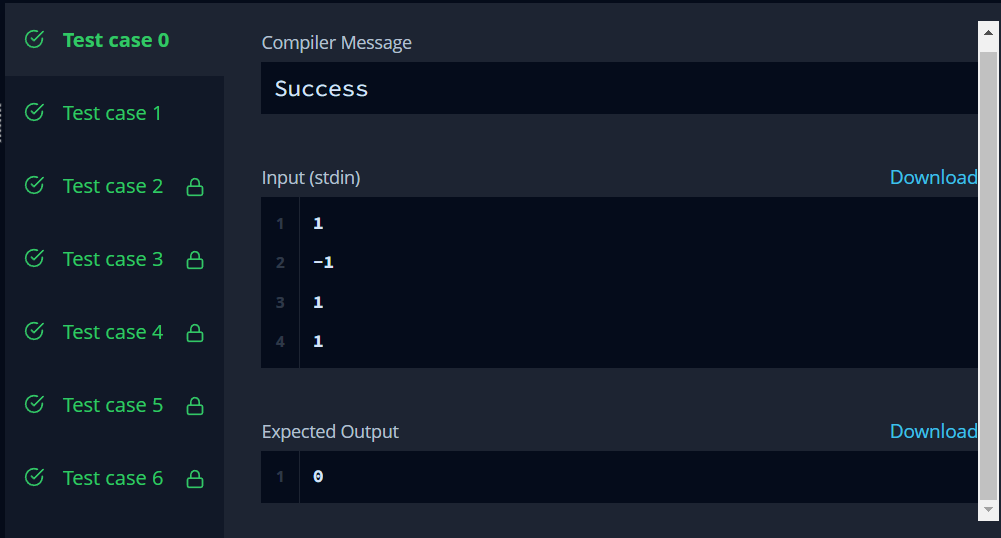 Test case 0
Test case 1
Test case 2
Test case 3
Test case 4
Test case 5
Test case 6
Compiler Message
Success
Input (stdin)
Download
1 1
2 -1
3 1
4 1
Expected Output
Download
1 0